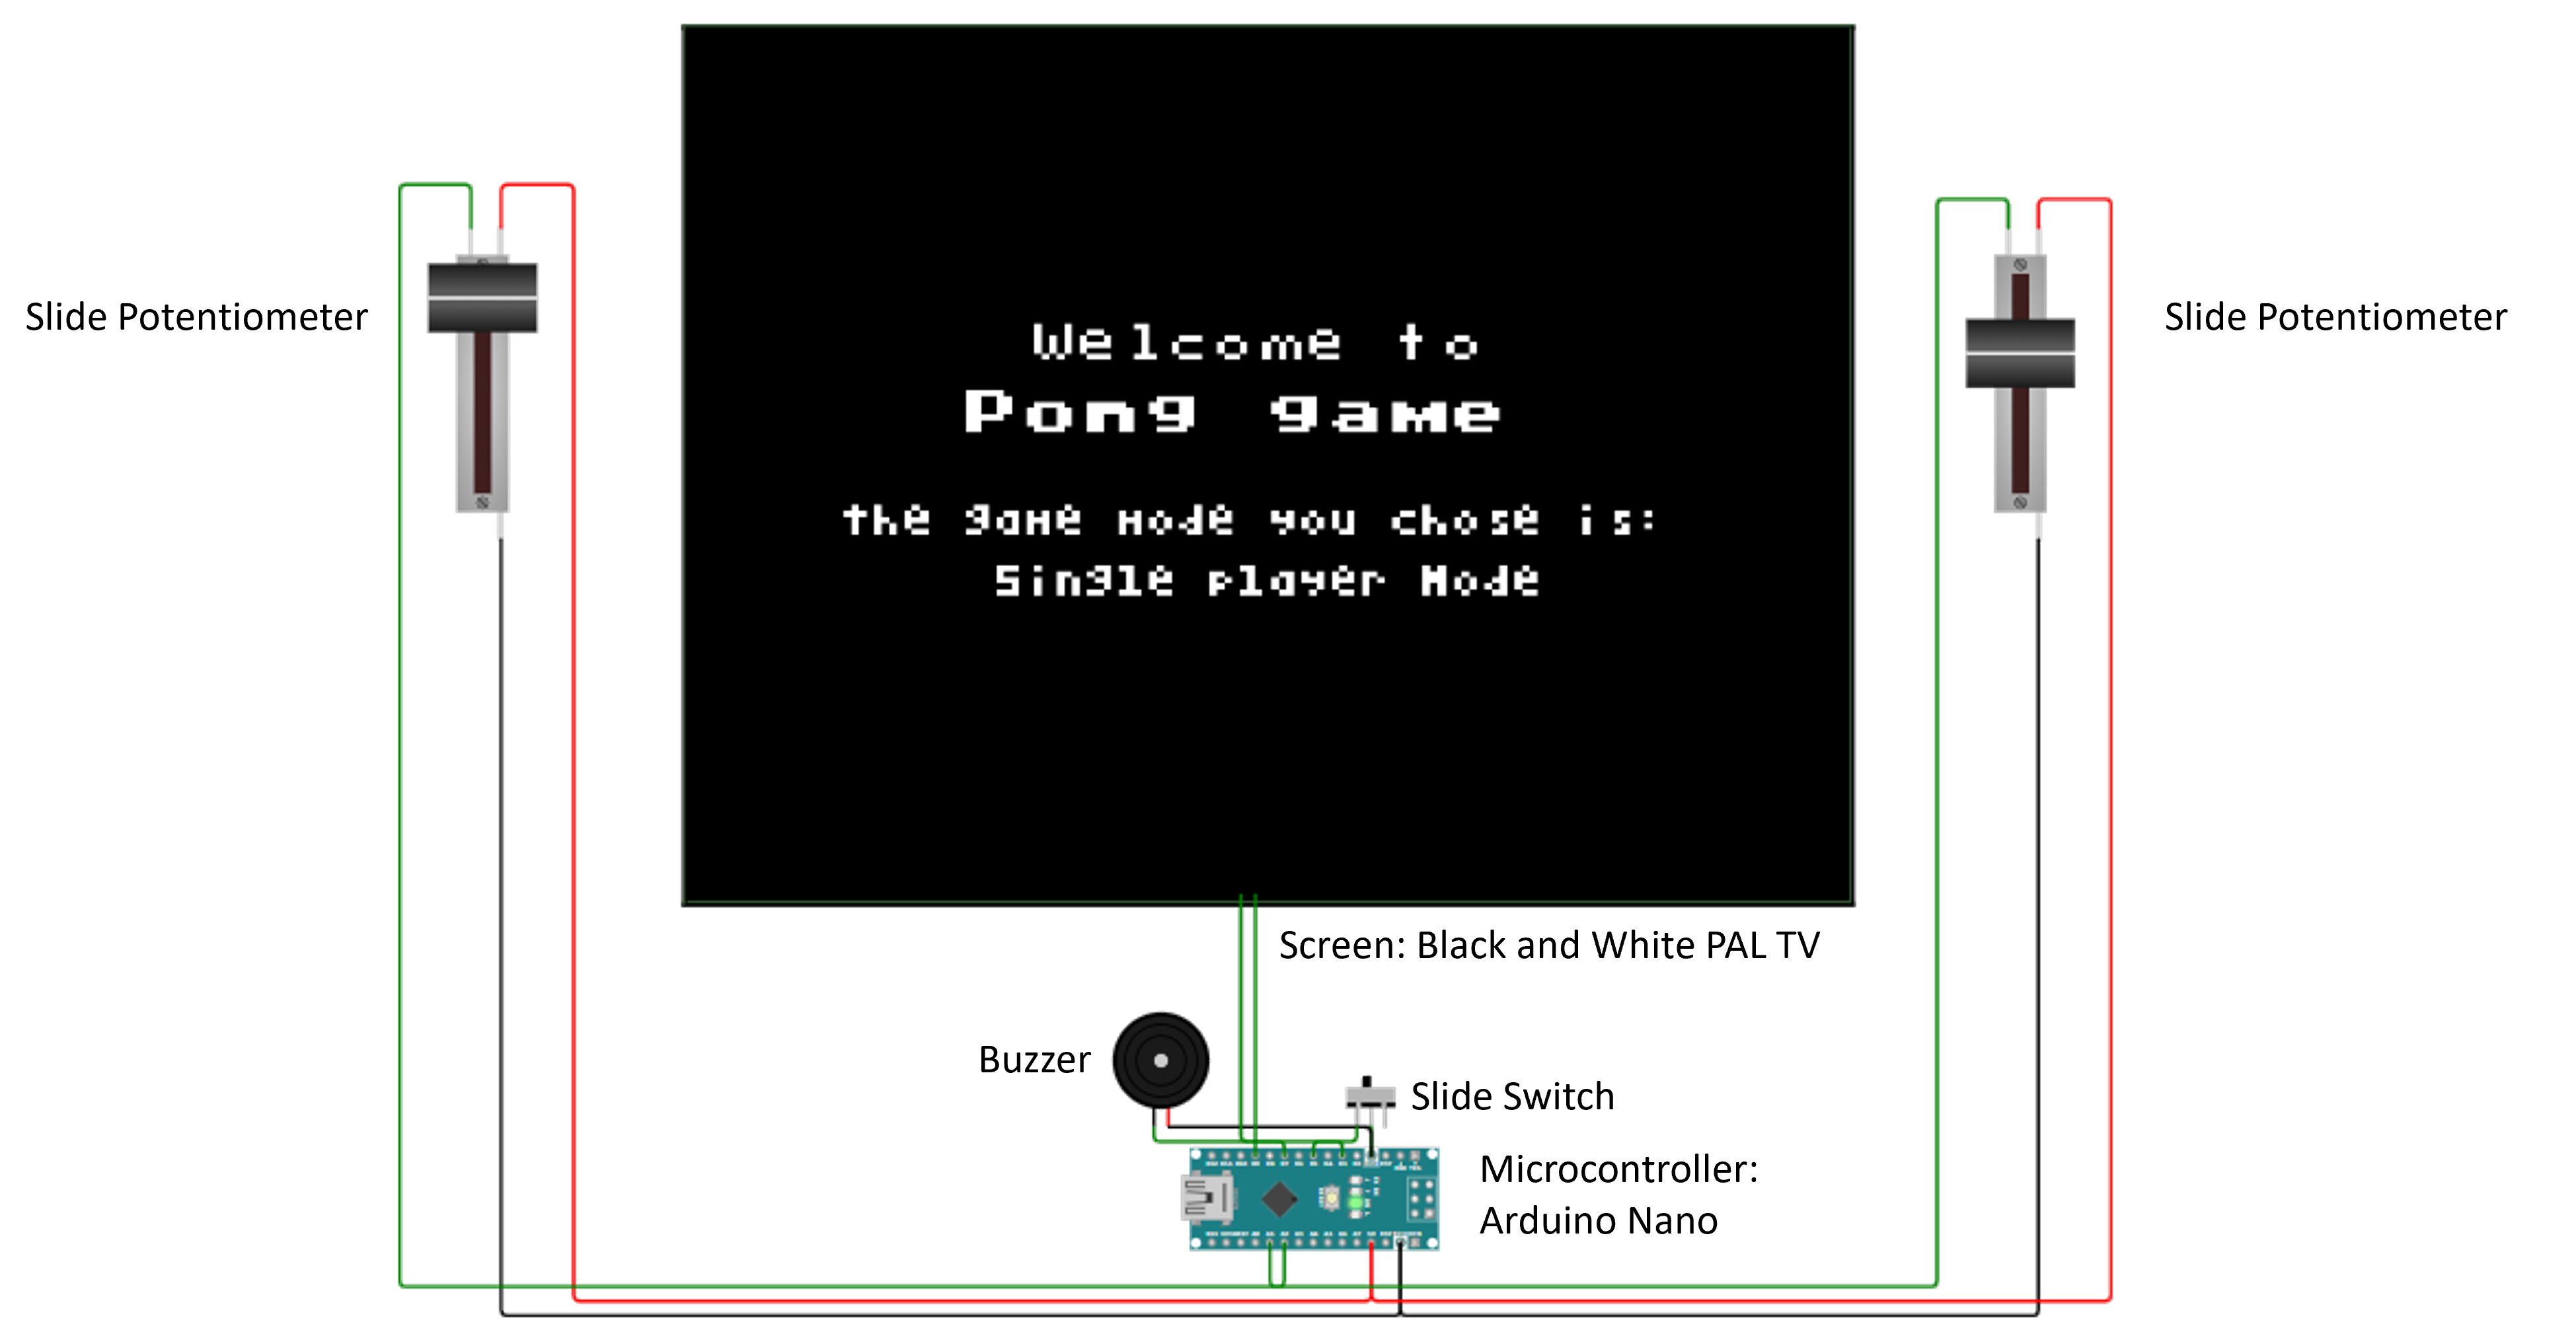 Welcome to
Pong game
the game mode you chose is:
Single player Mode
Slide Potentiometer
Slide Potentiometer
Screen: Black and White PAL TV
Buzzer
Slide Switch
Microcontroller:
Arduino Nano